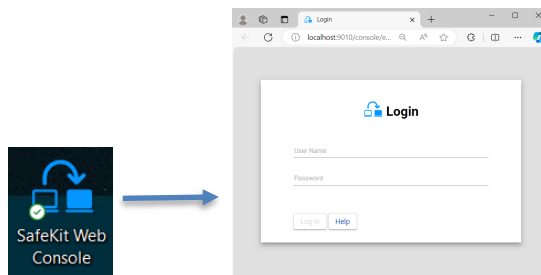 Login
localhost:9010/console/e...
Login
User Name
Password
Log in
Help
SafeKit Web
Console